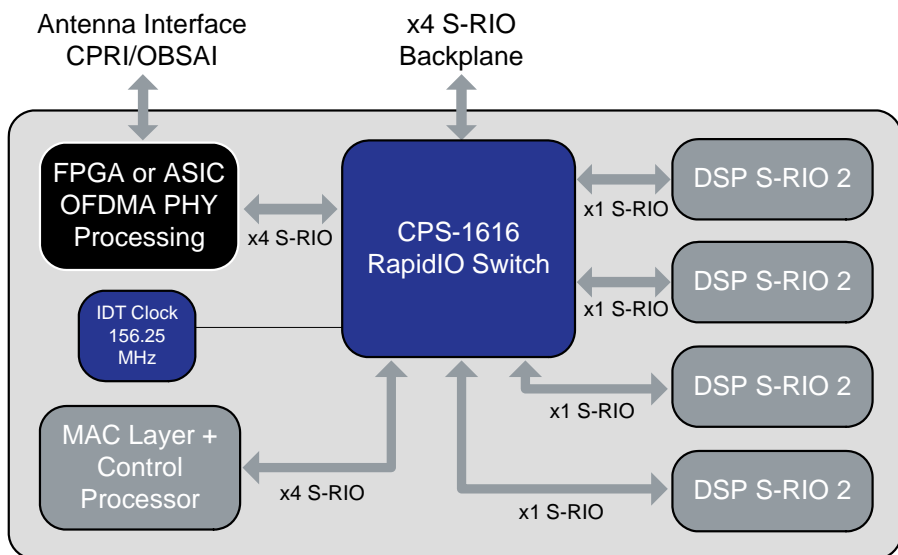 Antenna Interface
CPRI/OBSAI
x4 S-RIO
Backplane
FPGA or ASIC
OFDMA PHY
Processing
x4 S-RIO
CPS-1616
RapidIO Switch
x1 S-RIO
DSP S-RIO 2
x1 S-RIO
DSP S-RIO 2
IDT Clock
156.25
MHz
x1 S-RIO
DSP S-RIO 2
MAC Layer +
Control
Processor
x4 S-RIO
x1 S-RIO
DSP S-RIO 2